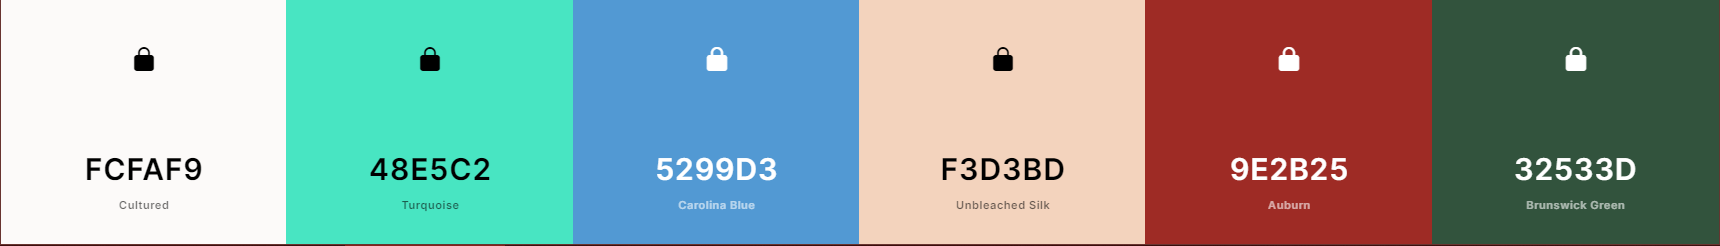 FCFAF9
Cultured
48E5C2
Turquoise
5299D3
Carolina Blue
F3D3BD
Unbleached Silk
9E2B25
Auburn
32533D
Brunswick Green